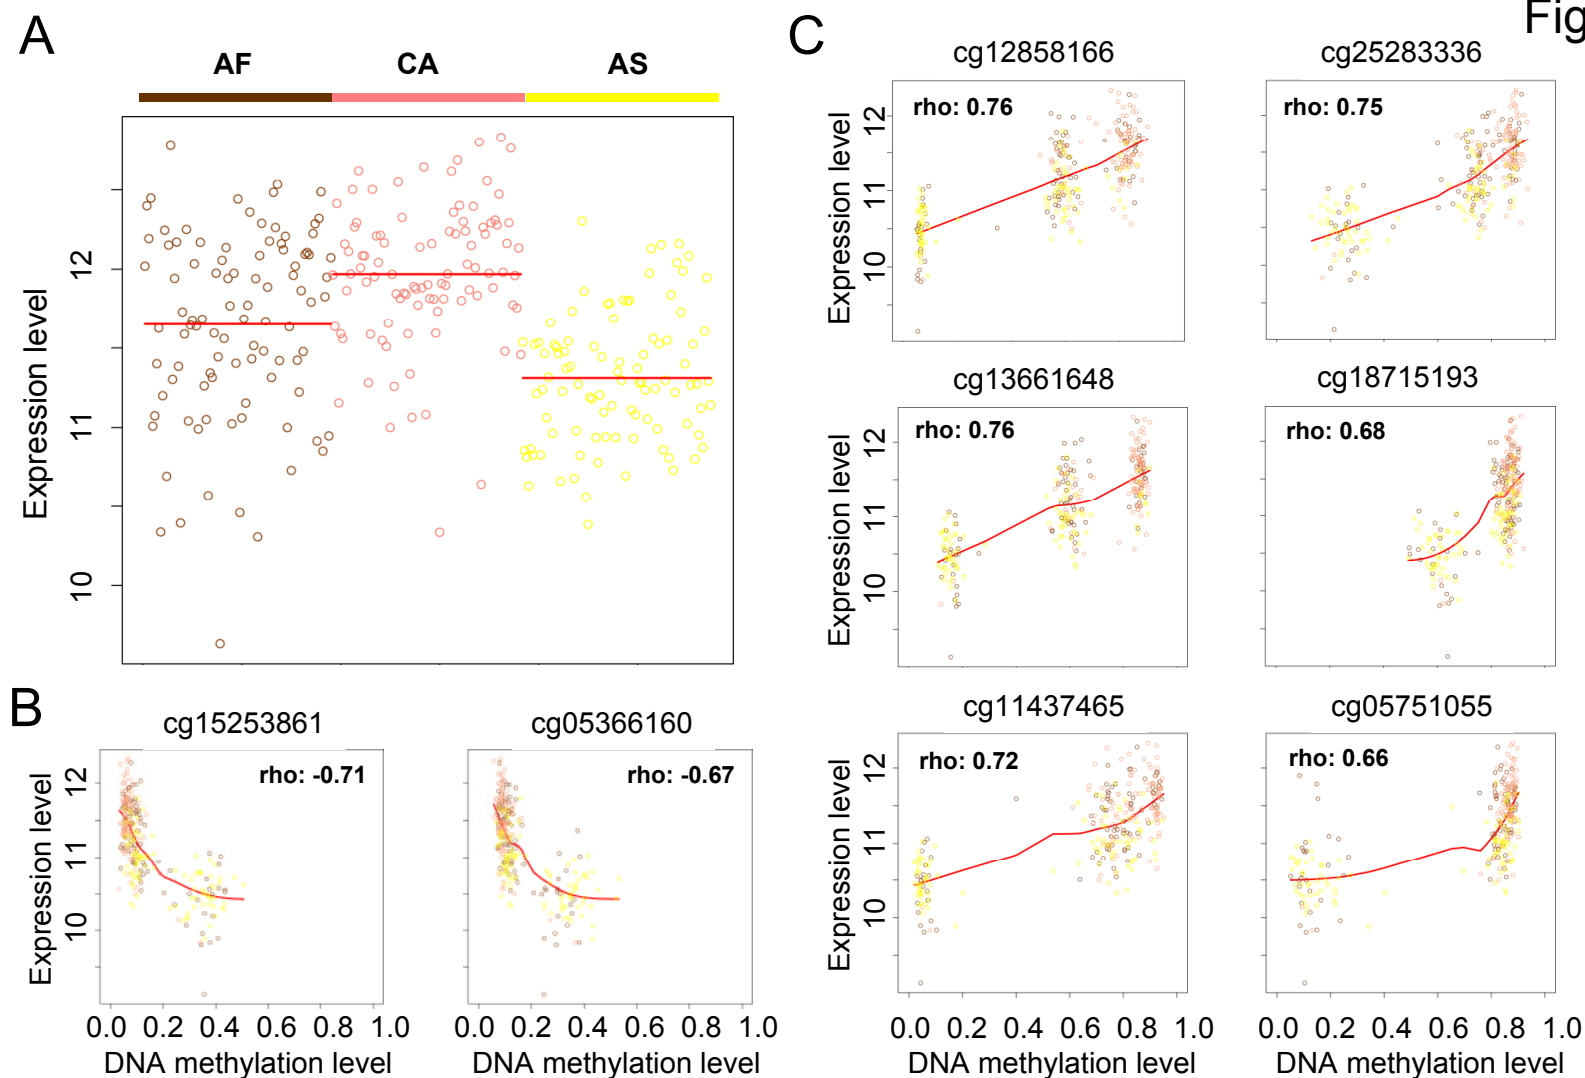 A
AF CA AS
Expression level
12
11
10
B
cg15253861
rho: -0.71
Expression level
12
11
10
0.0 0.2 0.4 0.6 0.8 1.0
DNA methylation level
cg05366160
rho: -0.67
0.0 0.2 0.4 0.6 0.8 1.0
DNA methylation level
C
Fig
cg12858166
rho: 0.76
Expression level
12
11
10
cg25283336
rho: 0.75
cg13661648
rho: 0.76
Expression level
12
11
10
cg18715193
rho: 0.68
cg11437465
rho: 0.72
Expression level
12
11
10
0.0 0.2 0.4 0.6 0.8 1.0
DNA methylation level
cg05751055
rho: 0.66
0.0 0.2 0.4 0.6 0.8 1.0
DNA methylation level